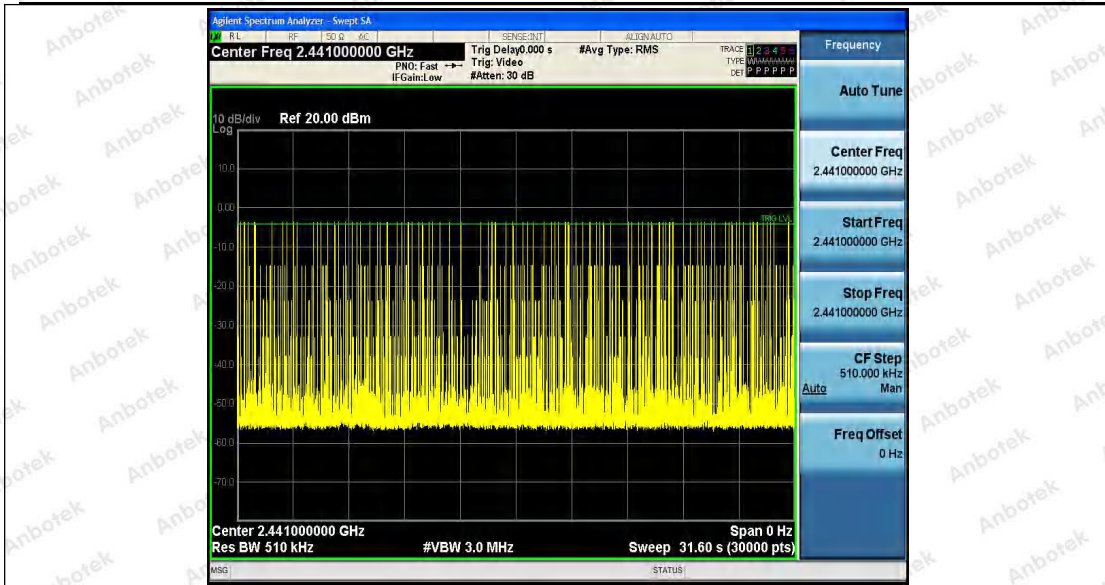 Agilent Spectrum Analyzer - Swept SA
RL RF 50 Ω AC SENSE:INT ALIGN AUTO
Center Freq 2.441000000 GHz
PNO: Fast
IFGain:Low
Trig Delay0.000 s
Trig: Video
#Atten: 30 dB
#Avg Type: RMS
TRACE 1 2 3 4 5 6
TYPE
DET P P P P P P
10 dB/div Ref 20.00 dBm
Log
10.0
0.00
TRIG LVL
-10.0
-20.0
-30.0
-40.0
-50.0
-60.0
-70.0
Center 2.441000000 GHz
Span 0 Hz
Res BW 510 kHz
#VBW 3.0 MHz
Sweep 31.60 s (30000 pts)
MSG
STATUS
Frequency
Auto Tune
Center Freq
2.441000000 GHz
Start Freq
2.441000000 GHz
Stop Freq
2.441000000 GHz
CF Step
510.000 kHz
Auto Man
Freq Offset
0 Hz
Anbotek